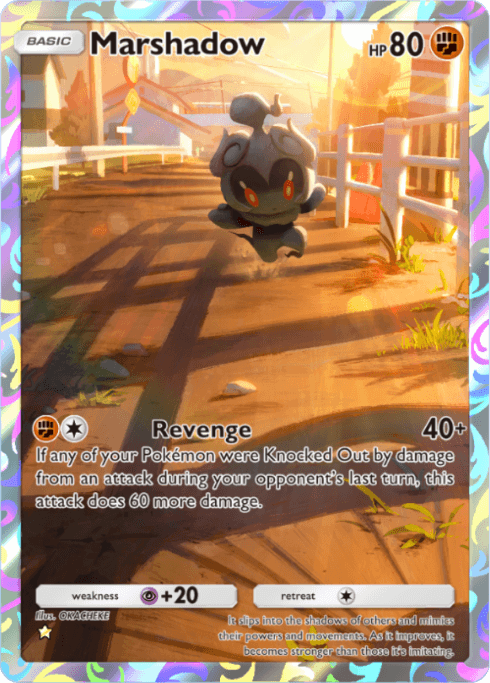 BASIC Marshadow HP 80
Revenge 40+
If any of your Pokémon were Knocked Out by damage
from an attack during your opponent's last turn, this
attack does 60 more damage.
weakness +20 retreat
Illus. OKACHEKE
It slips into the shadows of others and mimics
their powers and movements. As it improves, it
becomes stronger than those it's imitating.